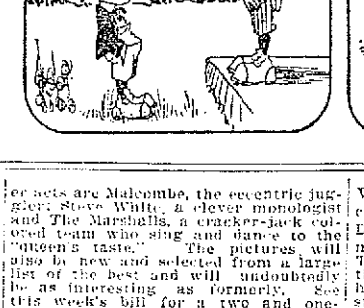 er acts are Malcombe, the eccentric jug-
gler; Steve White, a clever monologist
and The Marshalls, a cracker-jack col-
ored team who sing and dance to the
"queen's taste." The pictures will
also be new and selected from a large
list of the best and will undoubtedly
be as interesting as formerly. See
this week's bill for a two and one-